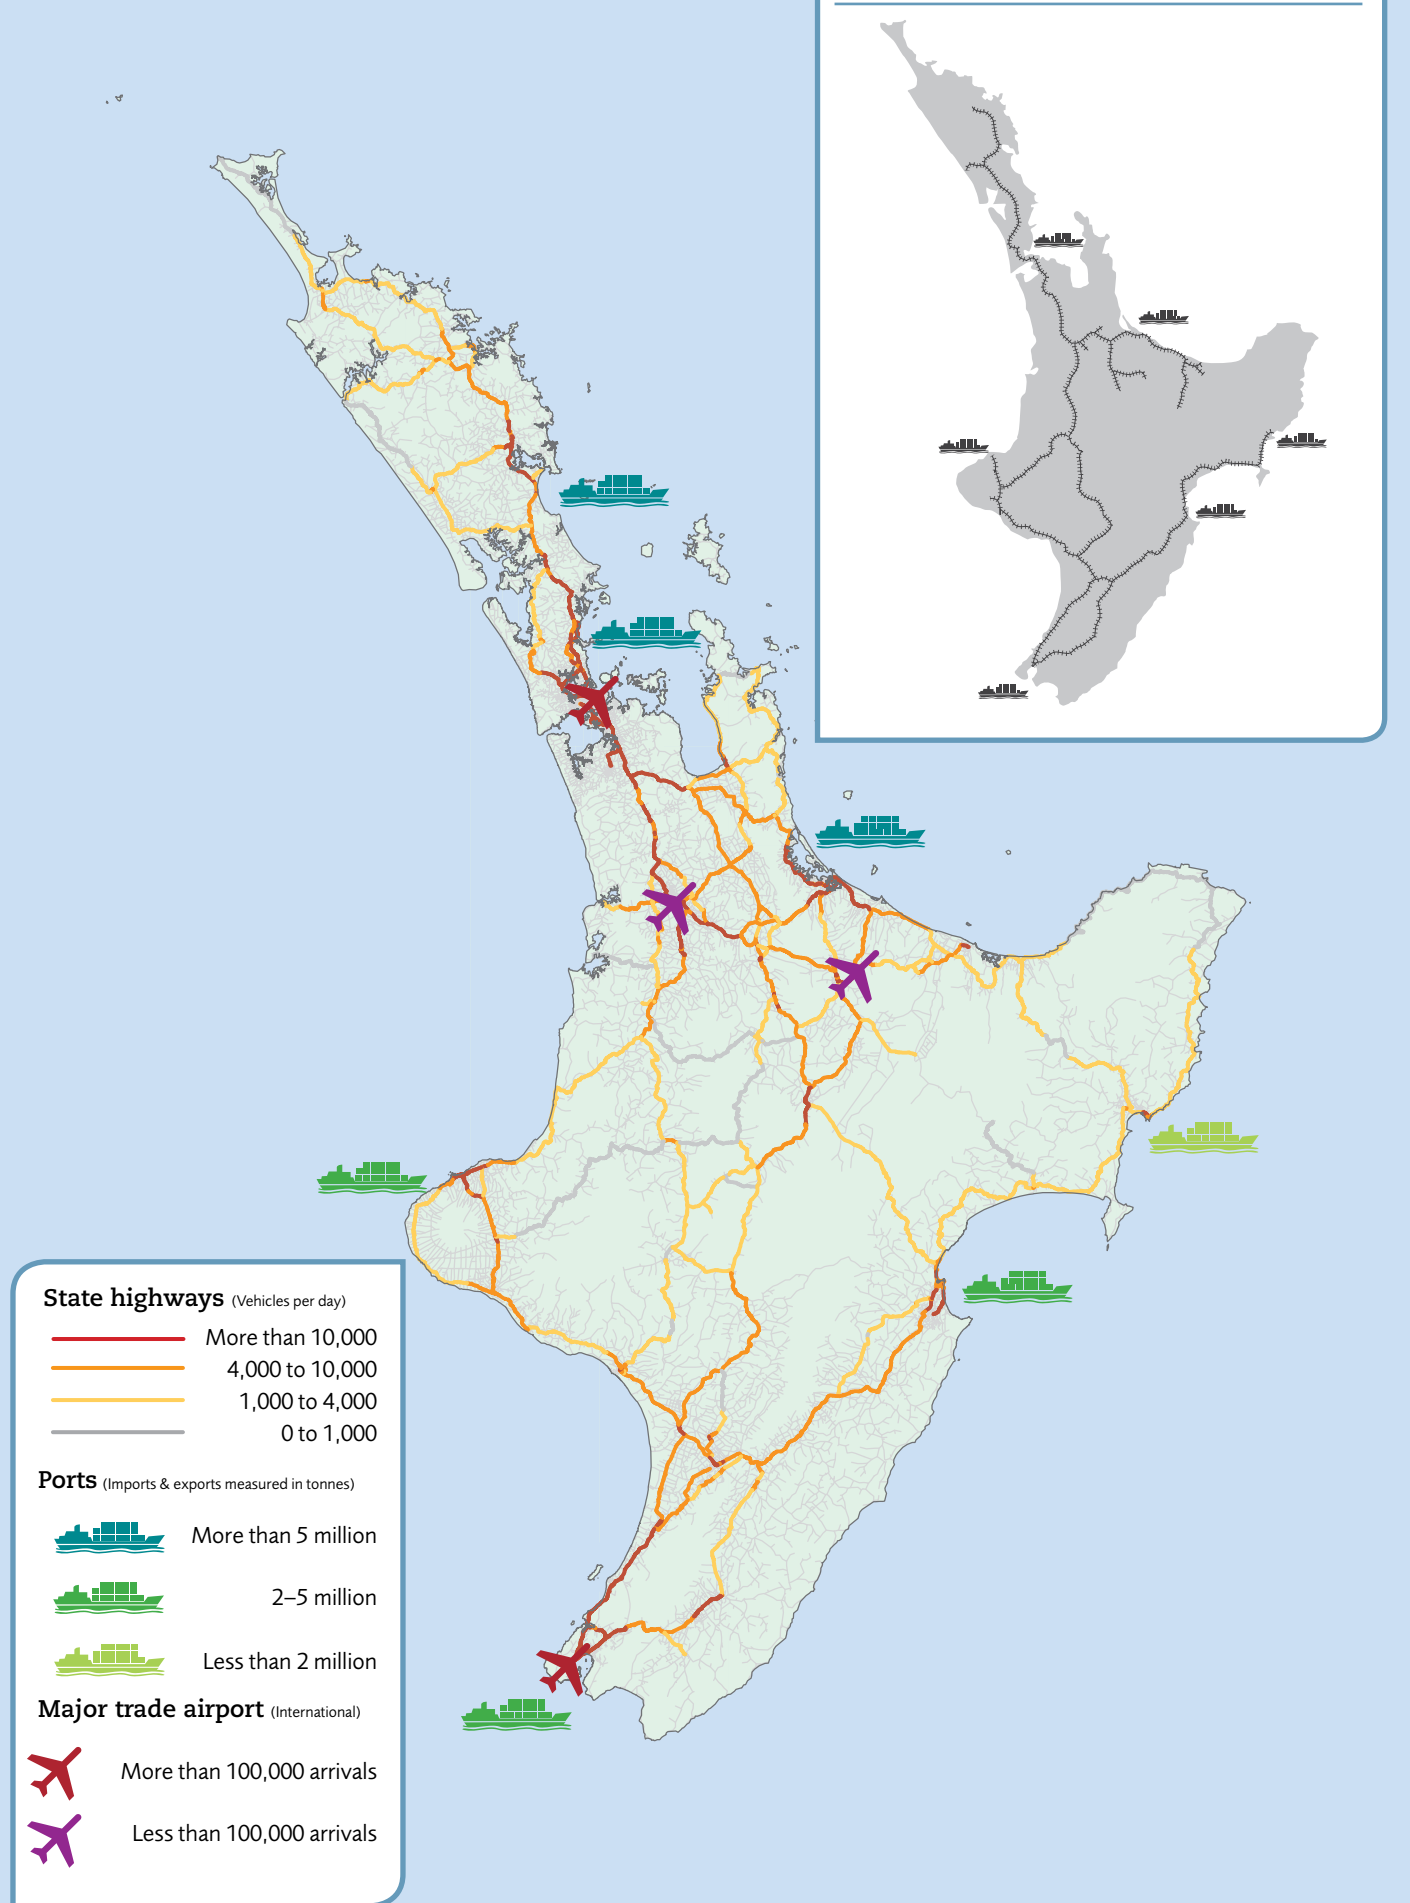 State highways (Vehicles per day)
More than 10,000
4,000 to 10,000
1,000 to 4,000
0 to 1,000
Ports (Imports & exports measured in tonnes)
More than 5 million
2–5 million
Less than 2 million
Major trade airport (International)
More than 100,000 arrivals
Less than 100,000 arrivals